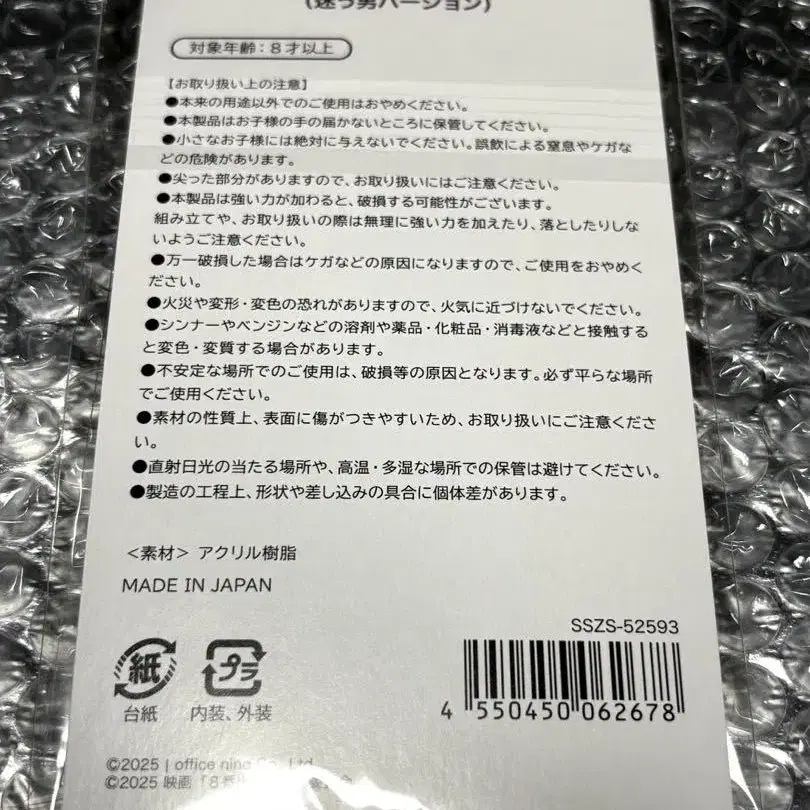 (迷う男バージョン)
対象年齢：8才以上
【お取り扱い上の注意】
●本来の用途以外でのご使用はおやめください。
●本製品はお子様の手の届かないところに保管してください。
●小さなお子様には絶対に与えないでください。誤飲による窒息やケガな
どの危険があります。
●尖った部分がありますので、お取り扱いにはご注意ください。
●本製品は強い力が加わると、破損する可能性がございます。
組み立てや、お取り扱いの際は無理に強い力を加えたり、落としたりしな
いようご注意ください。
●万一破損した場合はケガなどの原因になりますので、ご使用をおやめく
ださい。
●火災や変形・変色の恐れがありますので、火気に近づけないでください。
●シンナーやベンジンなどの溶剤や薬品・化粧品・消毒液などと接触する
と変色・変質する場合があります。
●不安定な場所でのご使用は、破損等の原因となります。必ず平らな場所
でご使用ください。
●素材の性質上、表面に傷がつきやすいため、お取り扱いにご注意くださ
い。
●直射日光の当たる場所や、高温・多湿な場所での保管は避けてください。
●製造の工程上、形状や差し込みの具合に個体差があります。
＜素材＞ アクリル樹脂
MADE IN JAPAN
SSZS-52593
紙
プラ
台紙
内装、外装
4 550450 062678
©2025 office nino Co., Ltd.
©2025 映画「8番